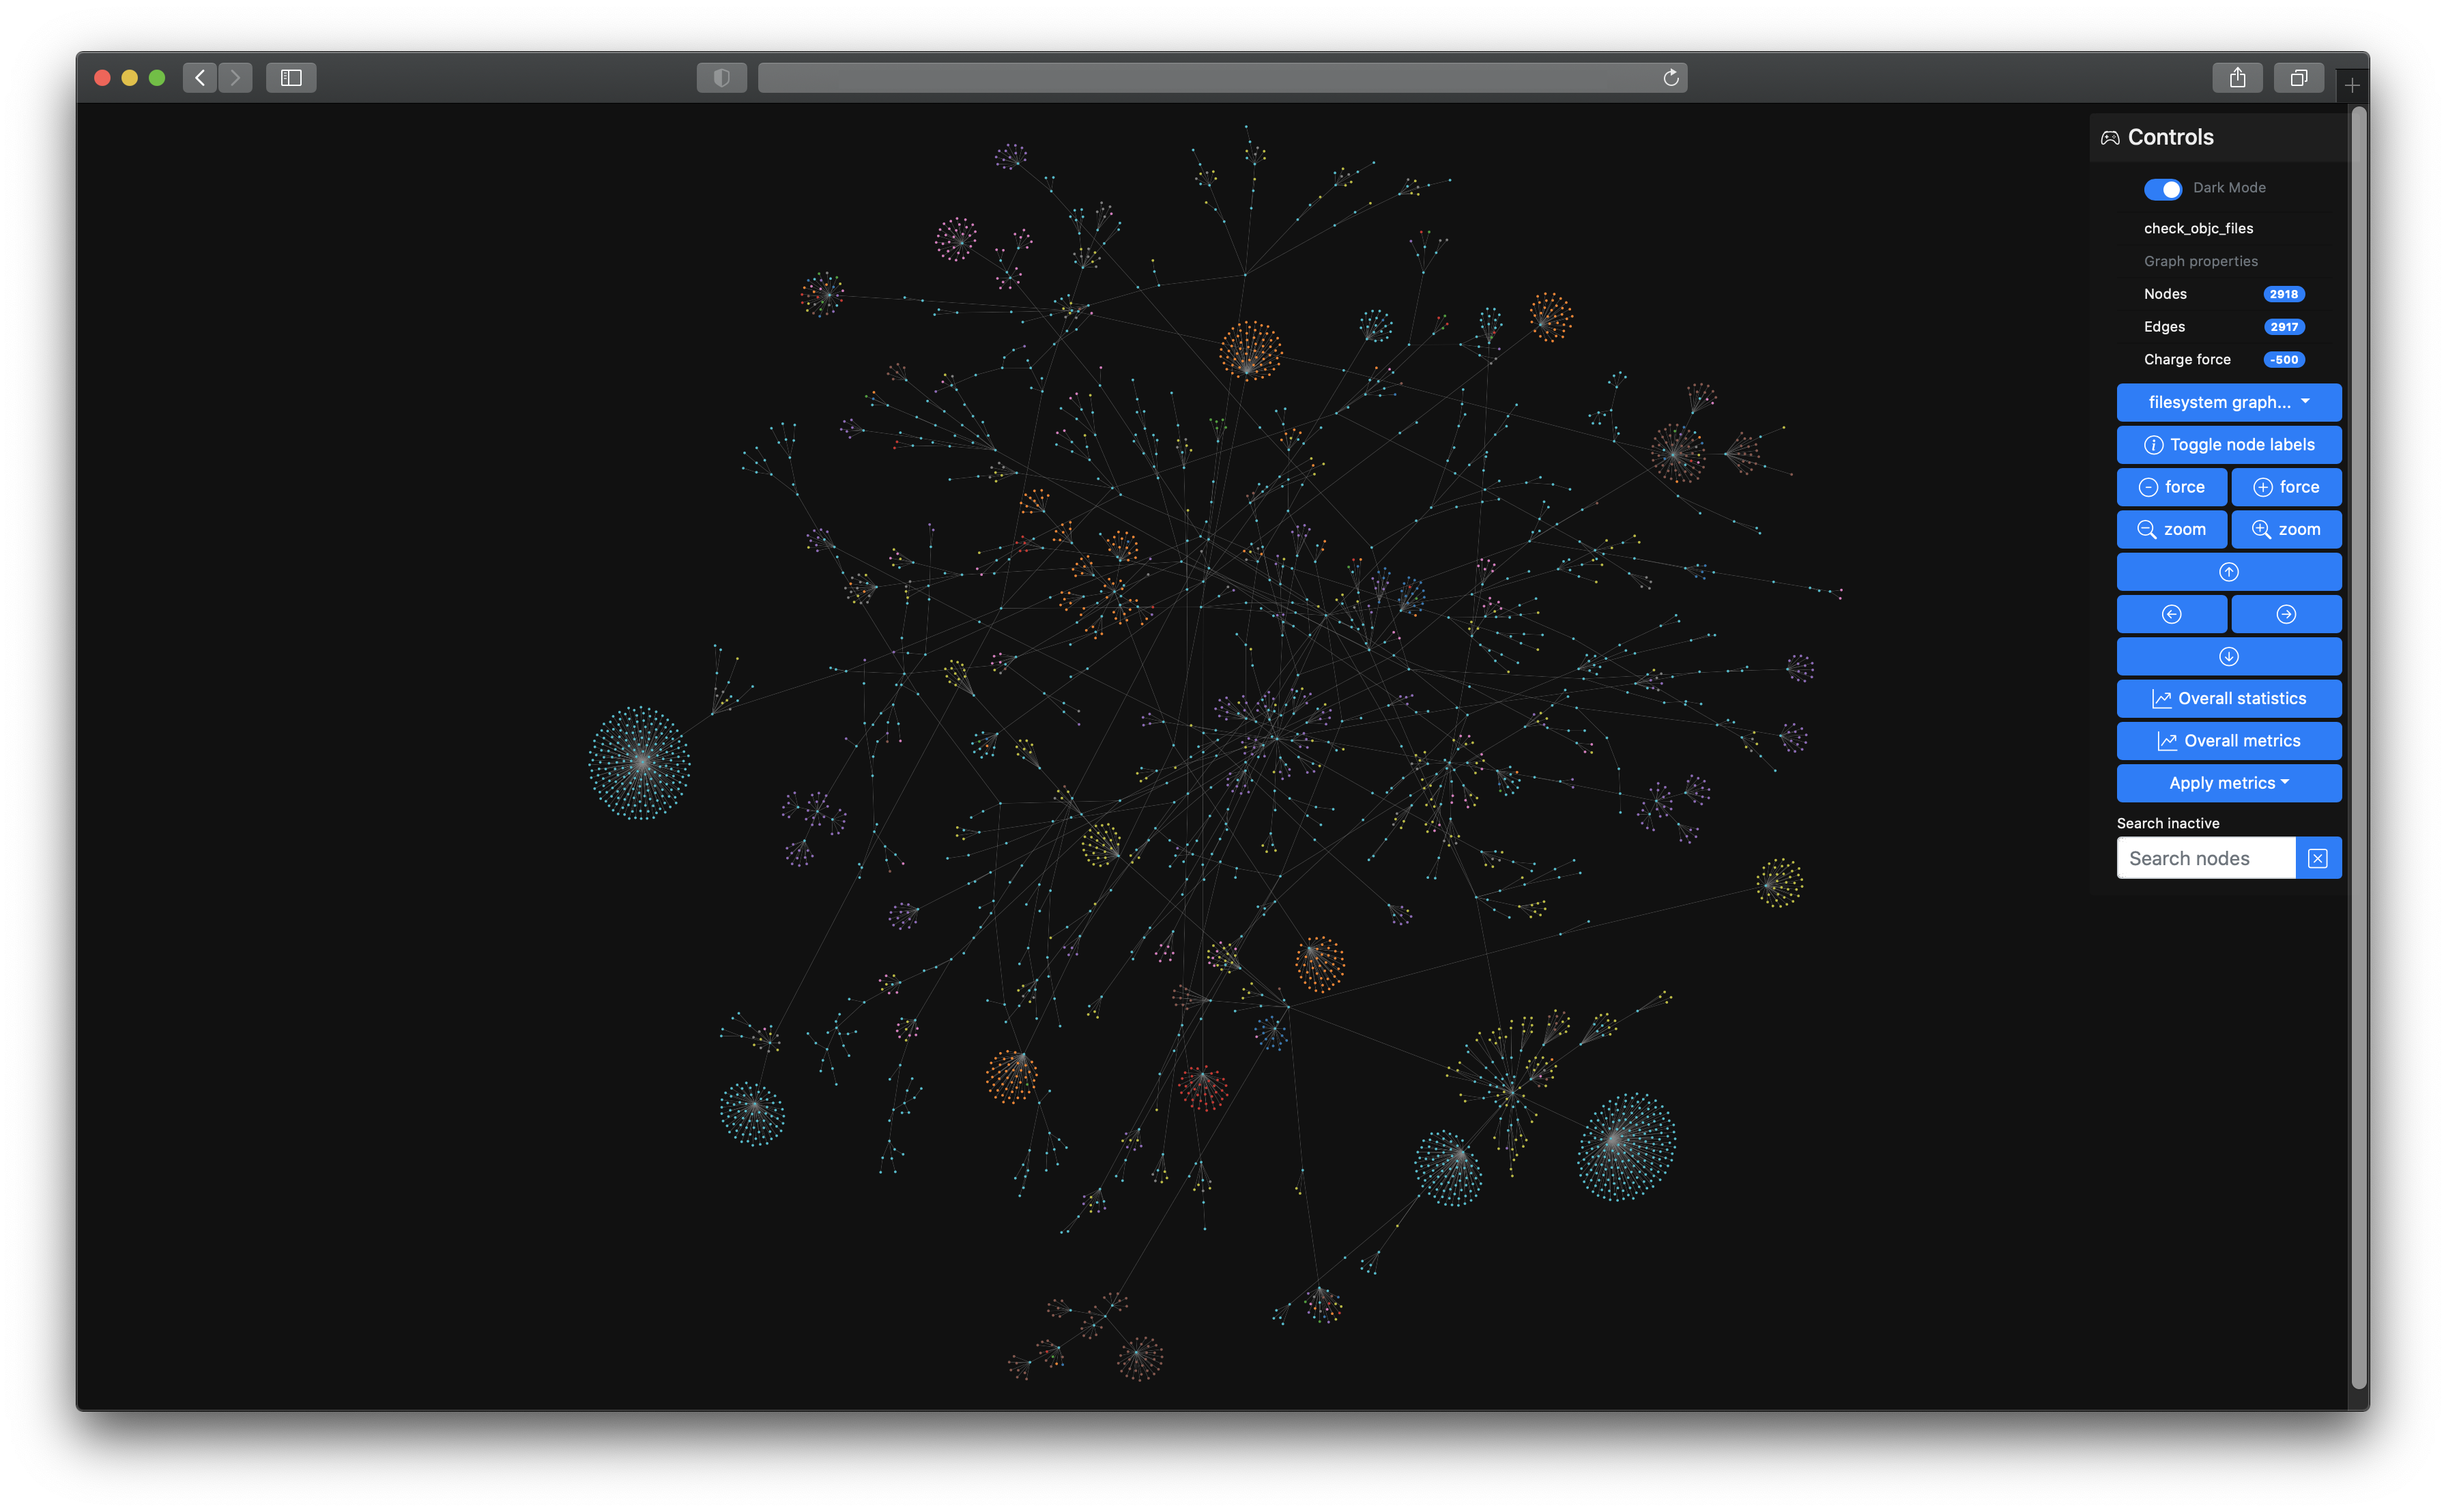 Controls
Dark Mode
check_objc_files
Graph properties
Nodes 2918
Edges 2917
Charge force -500
filesystem graph...
Toggle node labels
force force
zoom zoom
Overall statistics
Overall metrics
Apply metrics
Search inactive
Search nodes